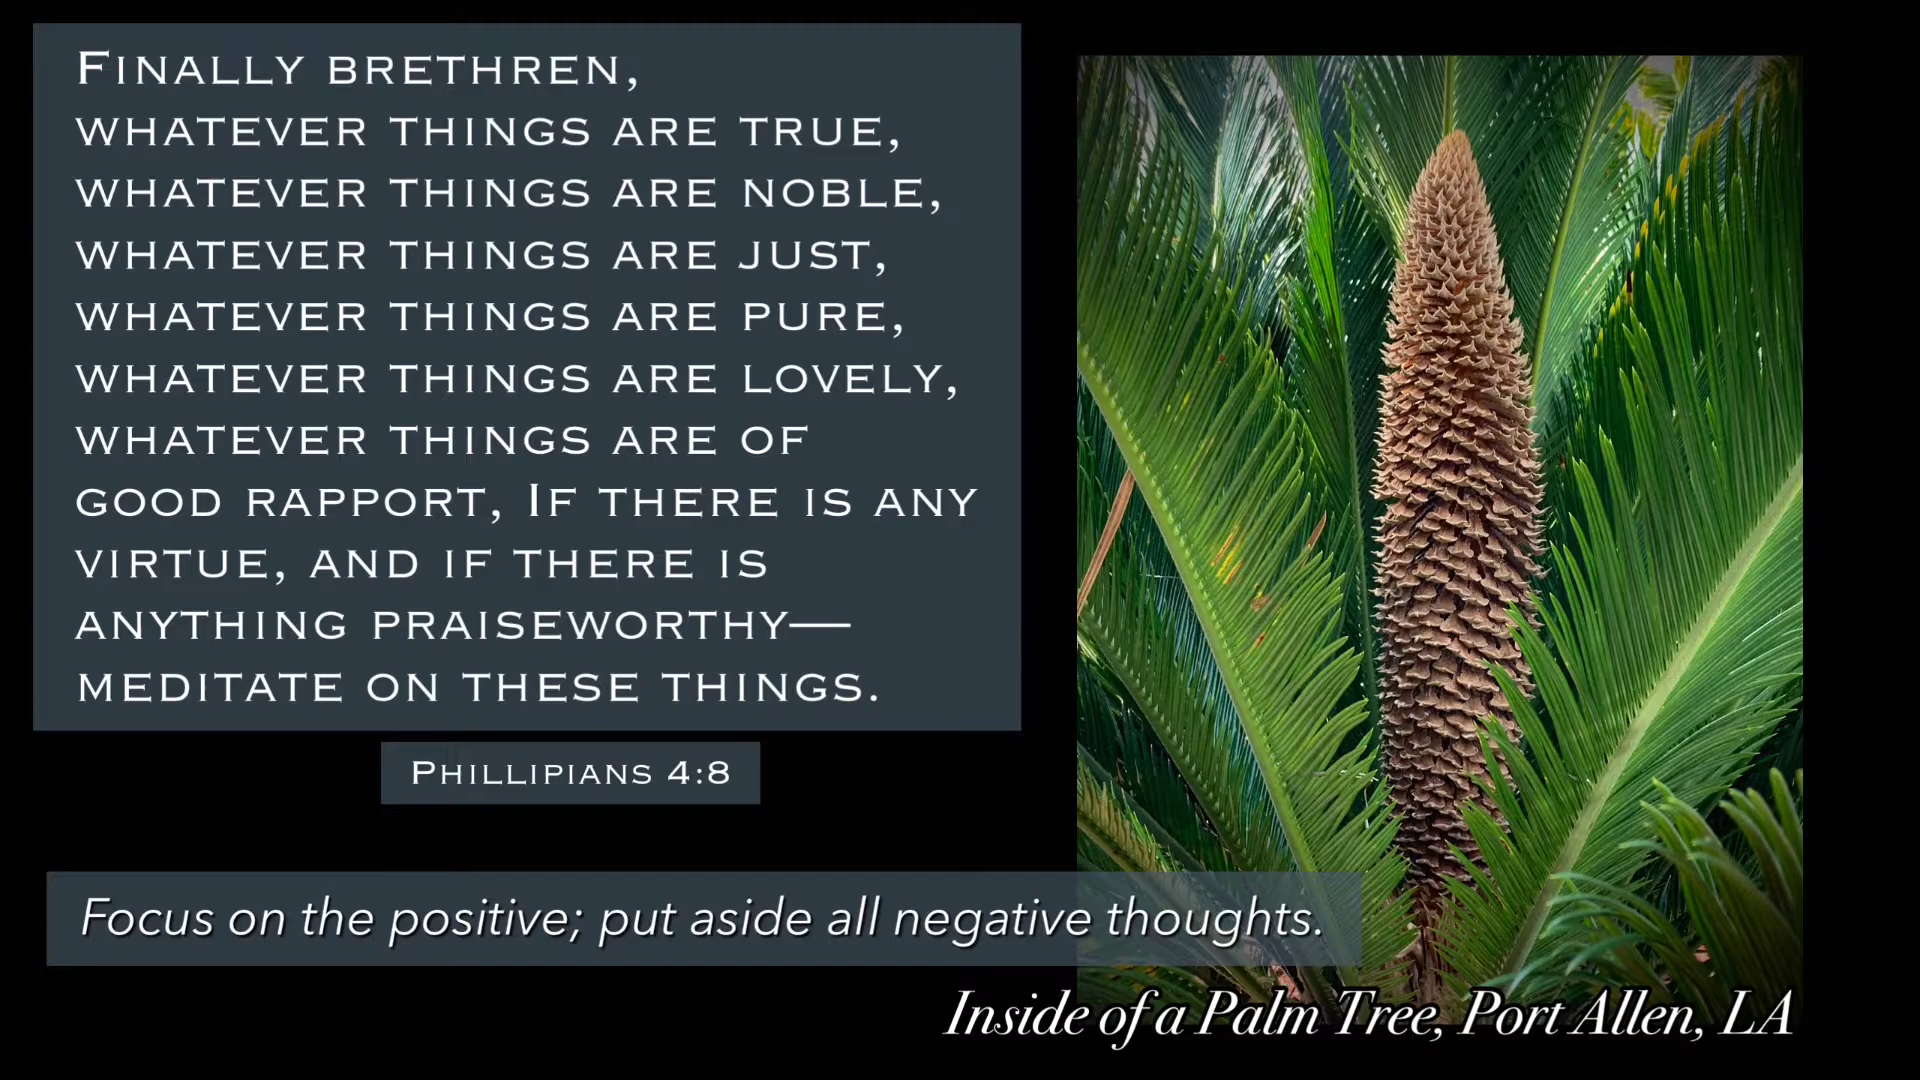 Finally brethren,
whatever things are true,
whatever things are noble,
whatever things are just,
whatever things are pure,
whatever things are lovely,
whatever things are of
good rapport, If there is any
virtue, and if there is
anything praiseworthy—
meditate on these things.
Phillipians 4:8
Focus on the positive; put aside all negative thoughts.
Inside of a Palm Tree, Port Allen, LA